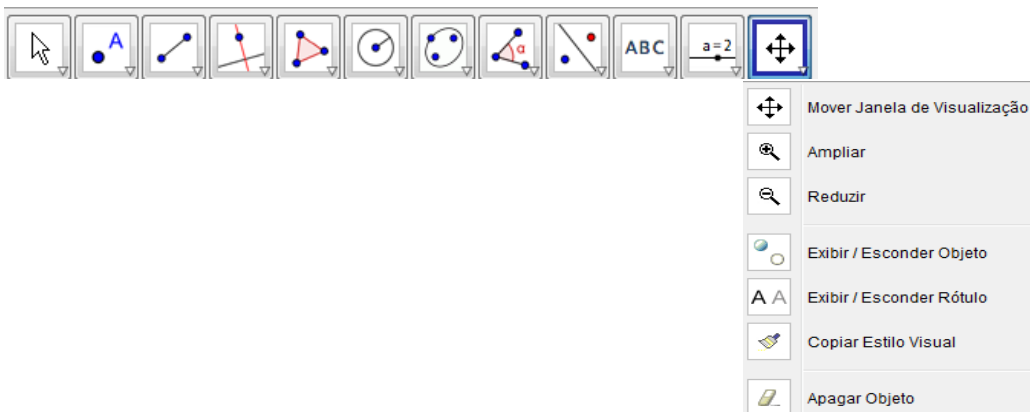 A
α
ABC
a=2
Mover Janela de Visualização
Ampliar
Reduzir
Exibir / Esconder Objeto
A A
Exibir / Esconder Rótulo
Copiar Estilo Visual
Apagar Objeto